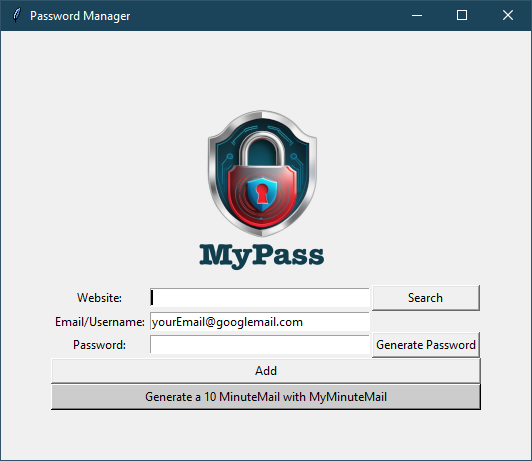 Password Manager
MyPass
Website:
Search
Email/Username: yourEmail@googlemail.com
Password:
Generate Password
Add
Generate a 10 MinuteMail with MyMinuteMail